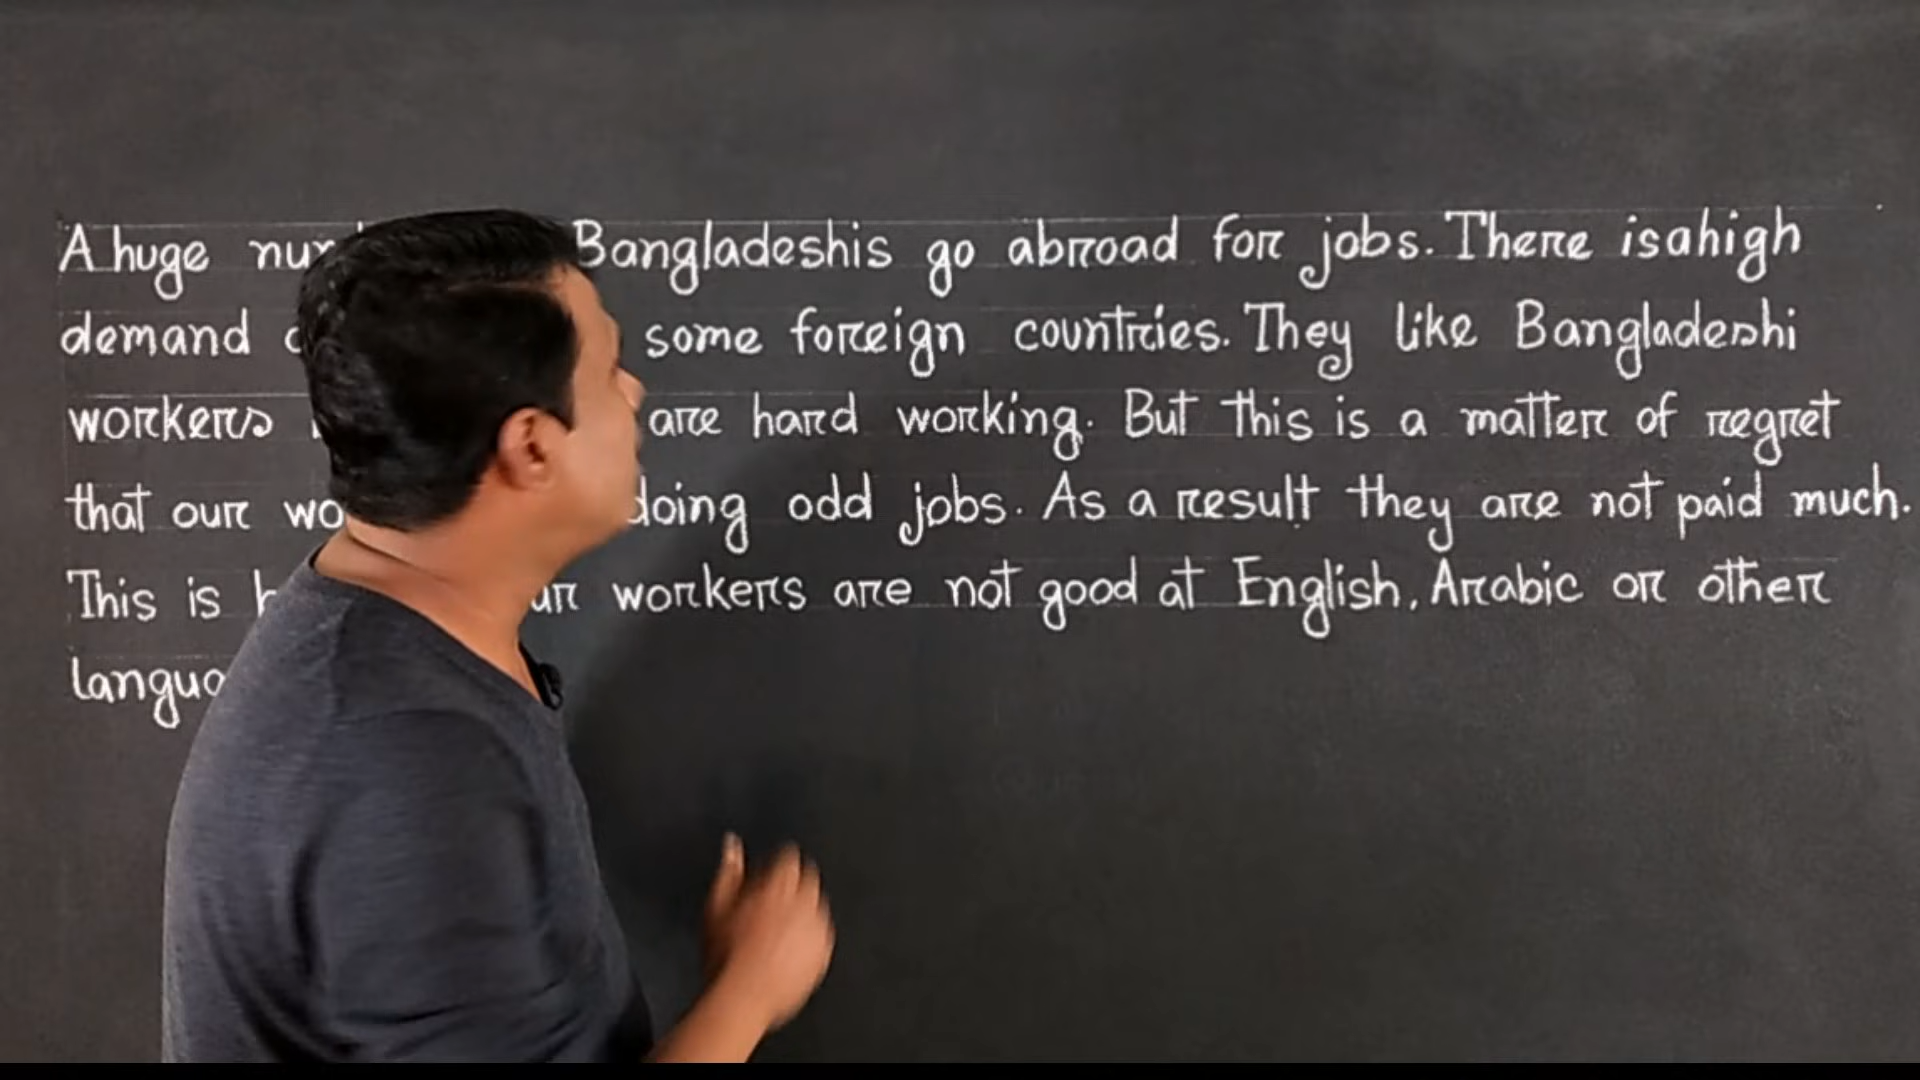 A huge Bangladeshis go abroad for jobs. There is a high
demand some foreign countries. They like Bangladeshi
workers are hard working. But this is a matter of regret
that our doing odd jobs. As a result they are not paid much.
This is workers are not good at English, Arabic or other